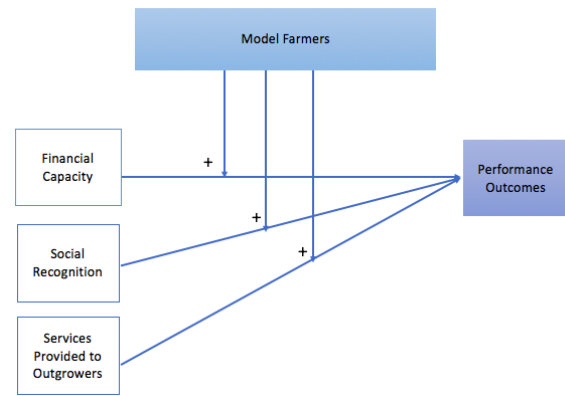 Model Farmers
Financial
Capacity
+
Performance
Outcomes
+
Social
Recognition
+
Services
Provided to
Outgrowers